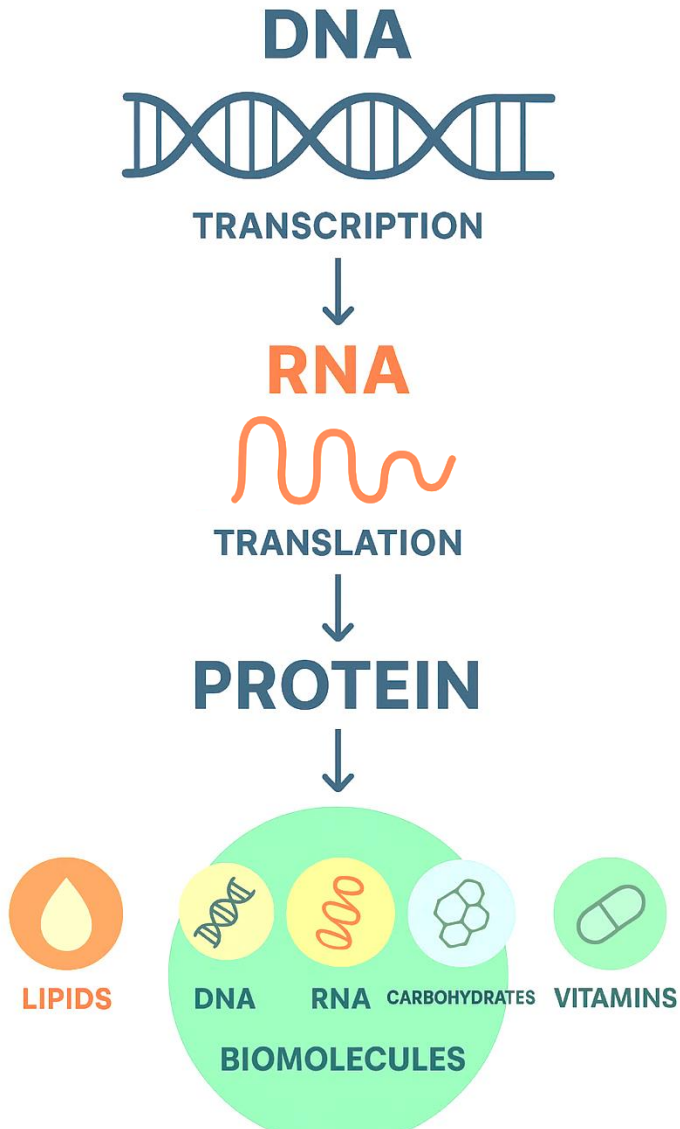 DNA
TRANSCRIPTION
RNA
TRANSLATION
PROTEIN
LIPIDS
DNA
RNA
CARBOHYDRATES
VITAMINS
BIOMOLECULES